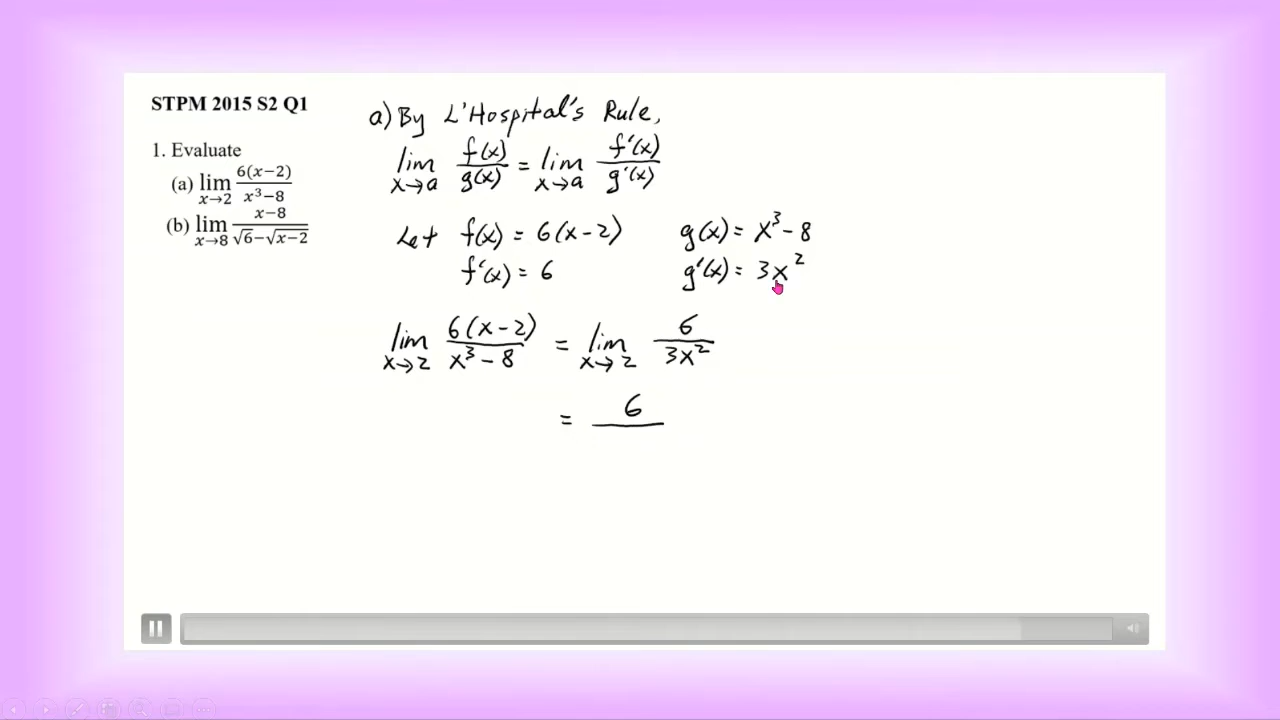 STPM 2015 S2 Q1
1. Evaluate
(a) lim x→2 6(x−2)/x³−8
(b) lim x→8 x−8/√6−√x−2
a) By L'Hospital's Rule,
lim x→a f(x)/g(x) = lim x→a f'(x)/g'(x)
Let f(x) = 6(x−2) g(x) = x³−8
f'(x) = 6 g'(x) = 3x²
lim x→2 6(x−2)/x³−8 = lim x→2 6/3x²
= 6